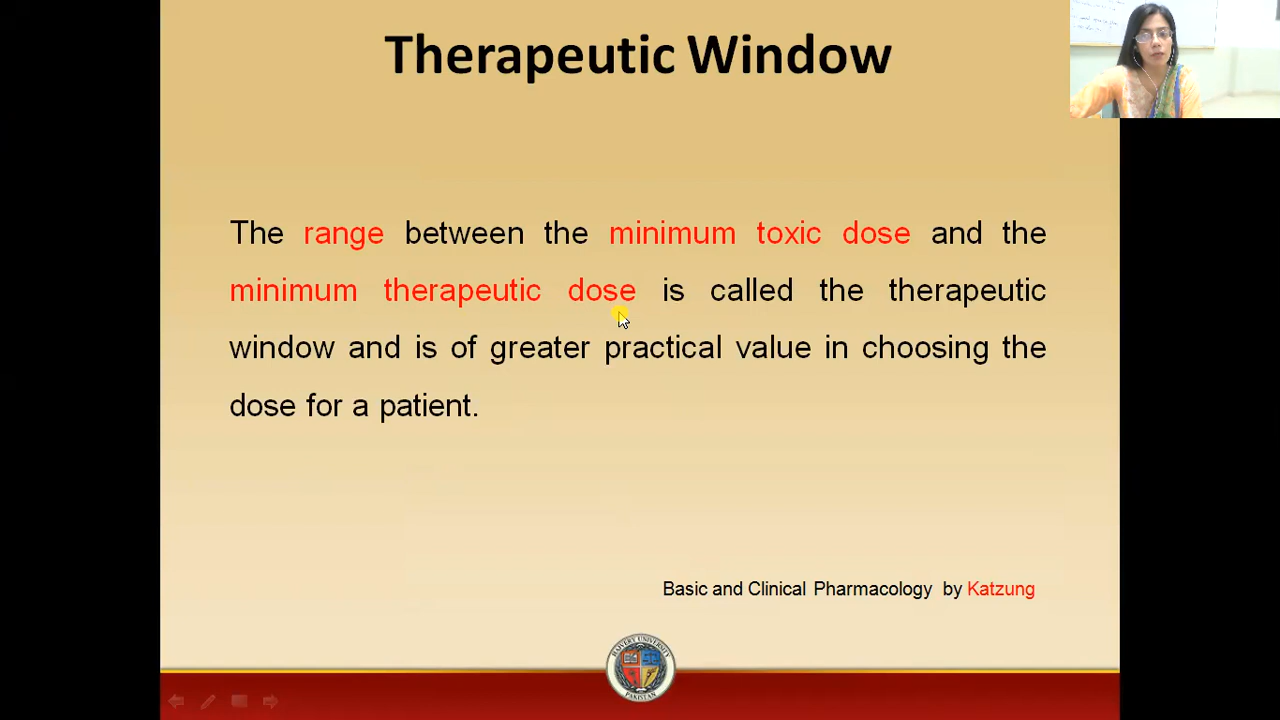 Therapeutic Window
The range between the minimum toxic dose and the
minimum therapeutic dose is called the therapeutic
window and is of greater practical value in choosing the
dose for a patient.
Basic and Clinical Pharmacology by Katzung
PAKISTAN